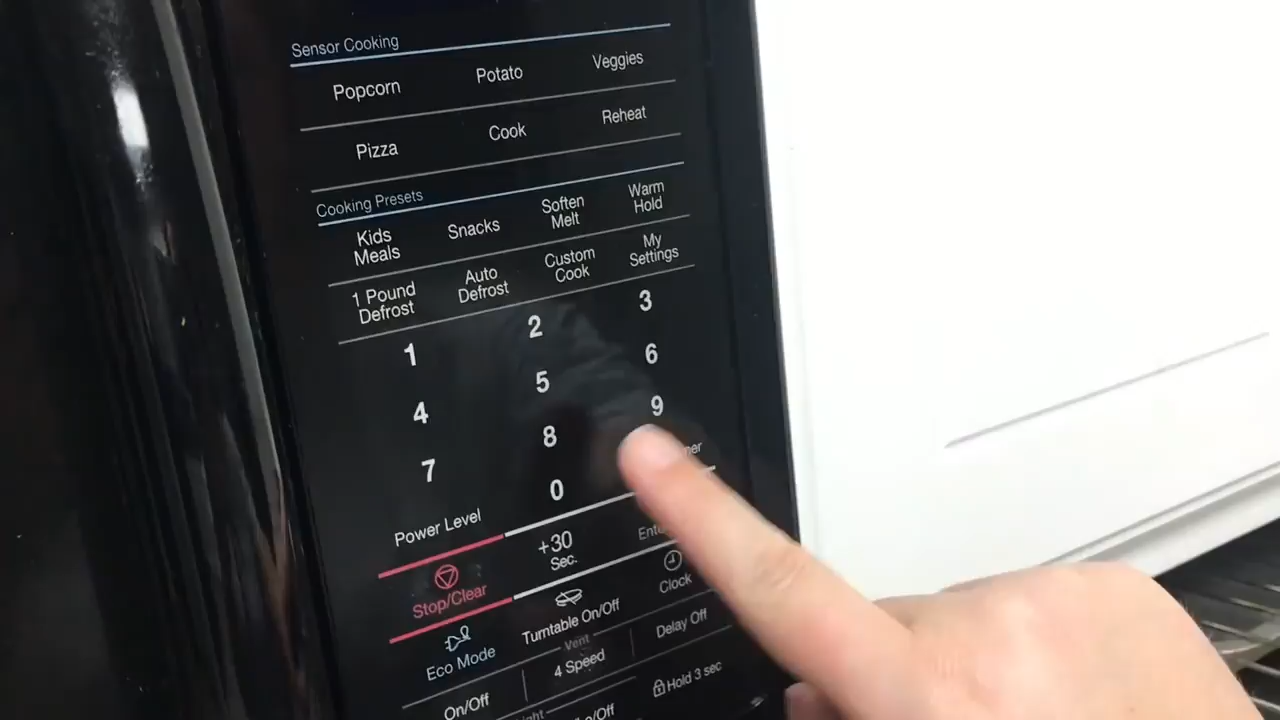 Sensor Cooking
Popcorn Potato Veggies
Pizza Cook Reheat
Cooking Presets
Kids Meals Snacks Soften Melt Warm Hold
1 Pound Defrost Auto Defrost Custom Cook My Settings
1 2 3
4 5 6
7 8 9
Power Level 0
Stop/Clear +30 Sec.
Eco Mode Turntable On/Off Clock
Vent
On/Off 4 Speed Delay Off
Hold 3 sec